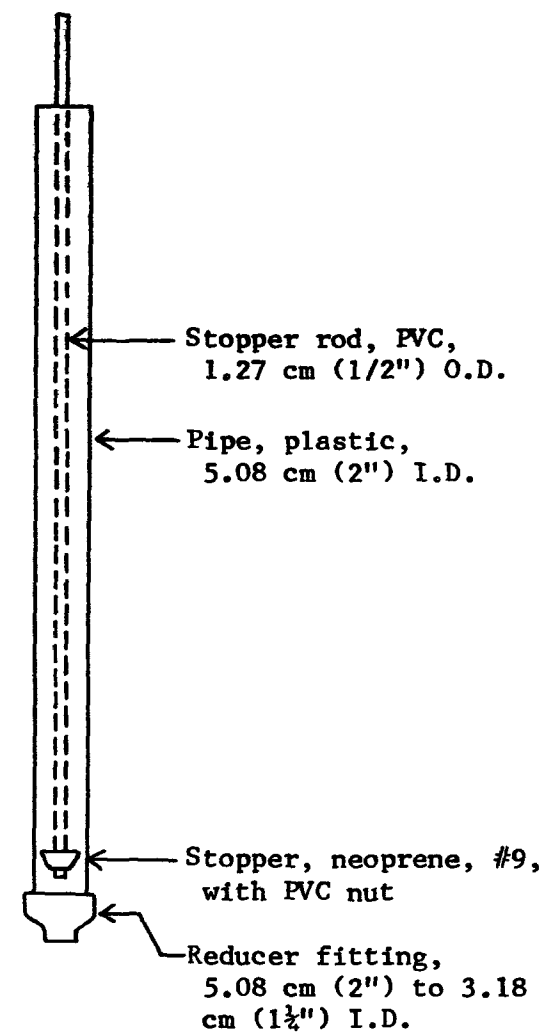 Stopper rod, PVC,
1.27 cm (1/2") O.D.
Pipe, plastic,
5.08 cm (2") I.D.
Stopper, neoprene, #9,
with PVC nut
Reducer fitting,
5.08 cm (2") to 3.18
cm (1¼") I.D.